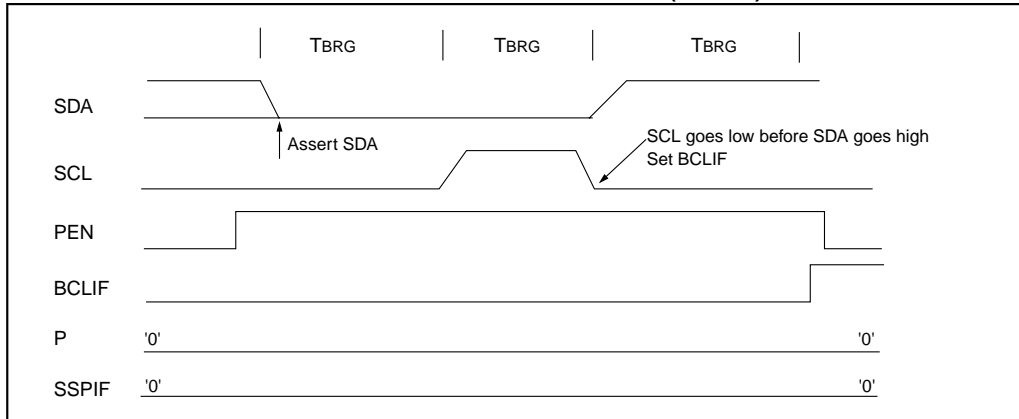 TBRG TBRG TBRG
SDA
Assert SDA
SCL goes low before SDA goes high
Set BCLIF
SCL
PEN
BCLIF
P '0' '0'
SSPIF '0' '0'